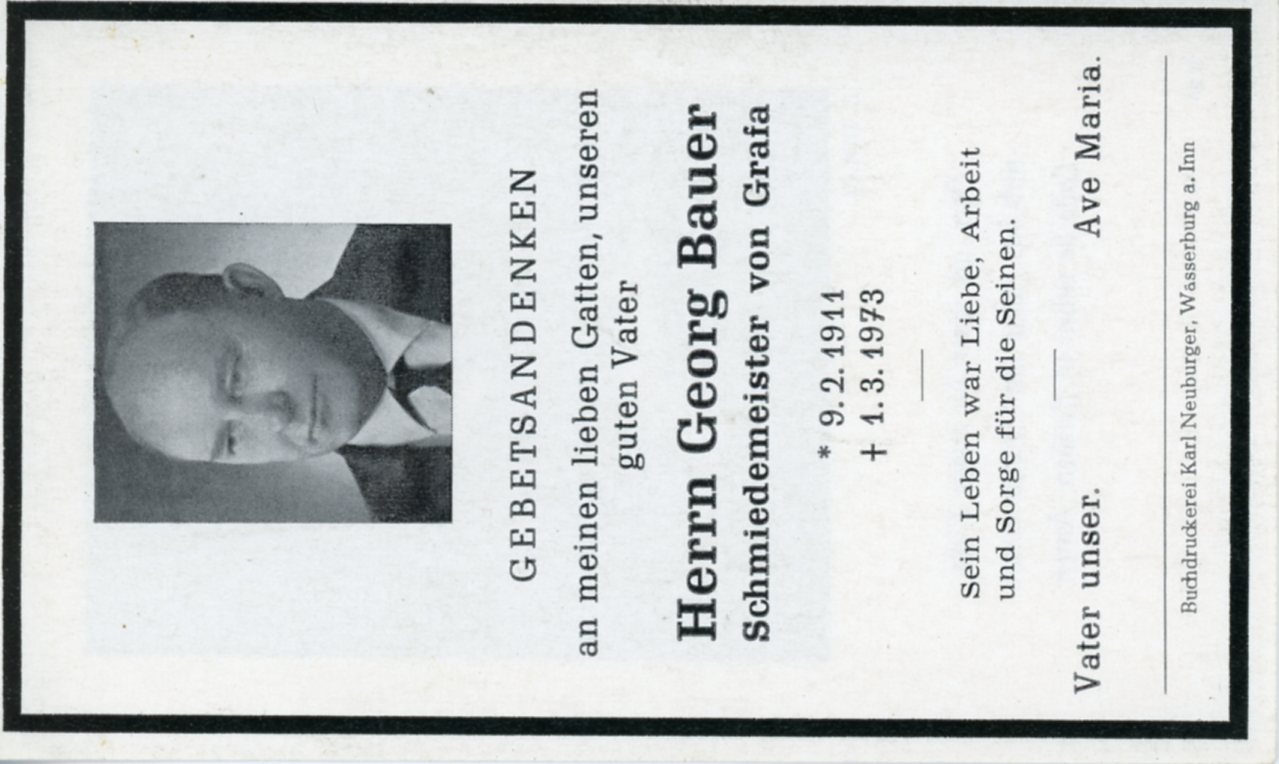 GEBETSANDENKEN
an meinen lieben Gatten, unseren
guten Vater
Herrn Georg Bauer
Schmiedemeister von Grafa
* 9. 2. 1911
† 1. 3. 1973
Sein Leben war Liebe, Arbeit
und Sorge für die Seinen.
Vater unser. Ave Maria.
Buchdruckerei Karl Neuburger, Wasserburg a. Inn